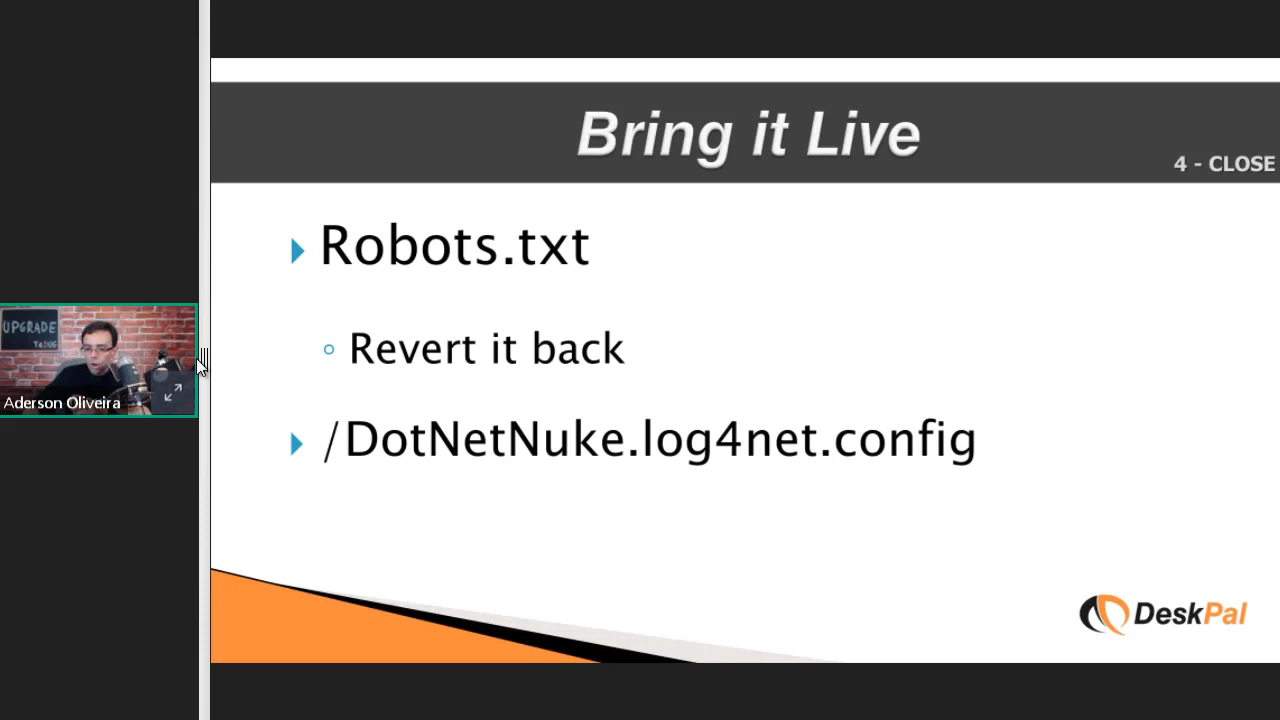 Bring it Live
4 - CLOSE
Robots.txt
Revert it back
/DotNetNuke.log4net.config
UPGRADE
Aderson Oliveira
DeskPal